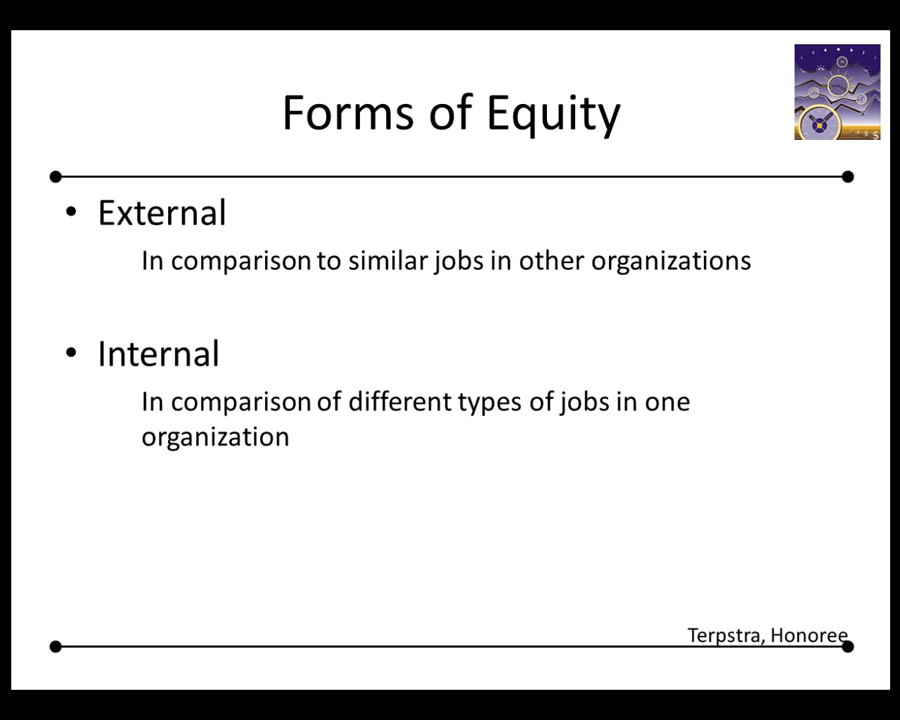 Forms of Equity
• External
In comparison to similar jobs in other organizations
• Internal
In comparison of different types of jobs in one
organization
Terpstra, Honoree